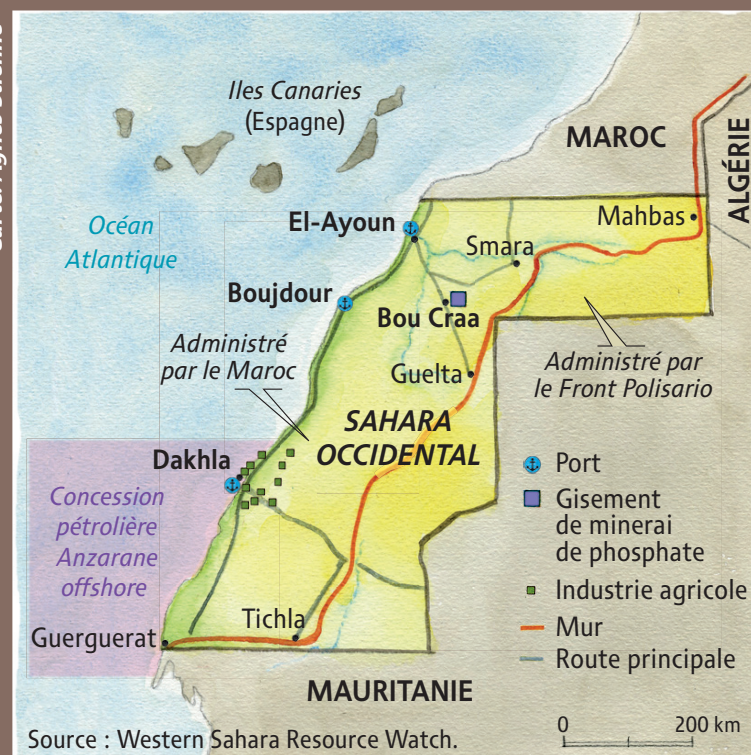 Iles Canaries
(Espagne)
MAROC
ALGÉRIE
Océan
Atlantique
El-Ayoun
Mahbas
Smara
Boujdour
Bou Craa
Administré
par le Maroc
Administré par
le Front Polisario
Guelta
SAHARA
OCCIDENTAL
Dakhla
Concession
pétrolière
Anzarane
offshore
Port
Gisement
de minerai
de phosphate
Industrie agricole
Mur
Route principale
Tichla
Guerguerat
MAURITANIE
0 200 km
Source : Western Sahara Resource Watch.